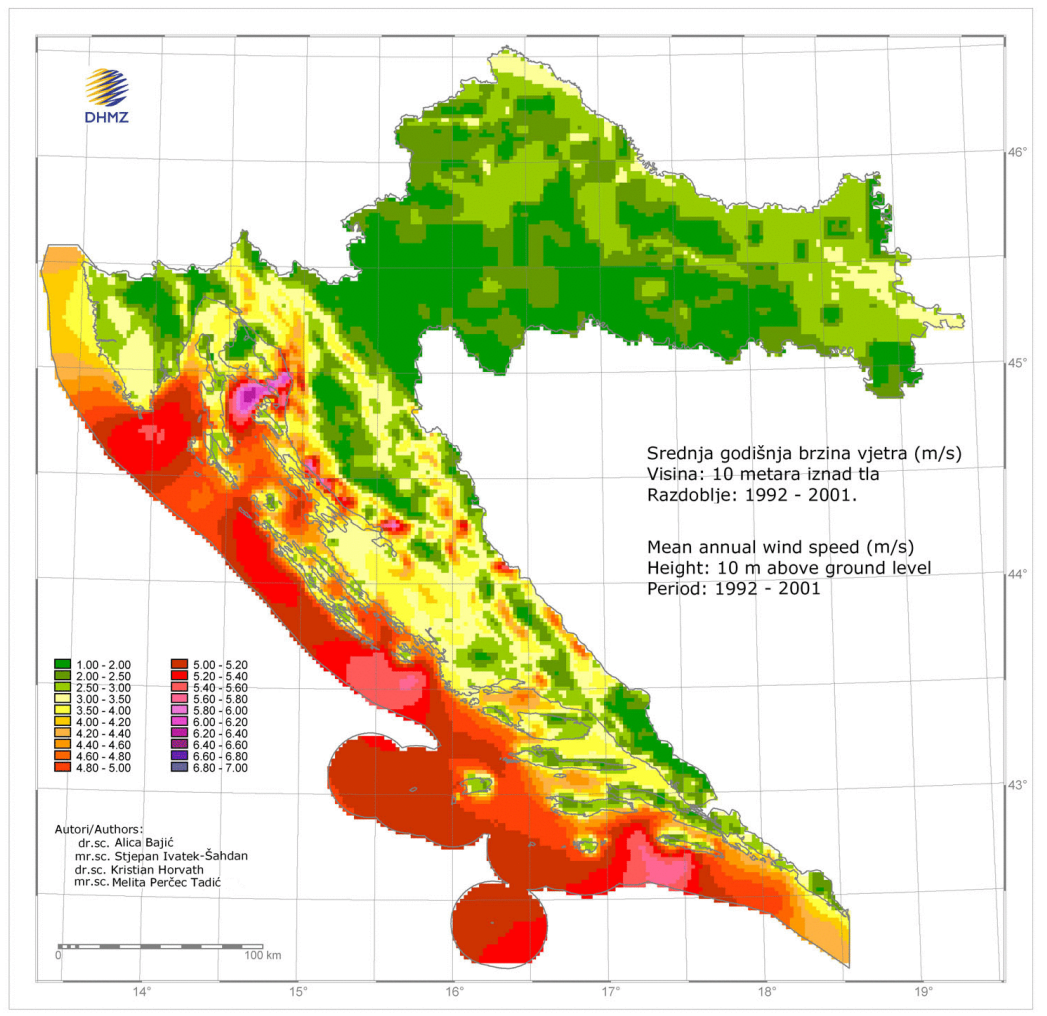 DHMZ
46°
45°
Srednja godišnja brzina vjetra (m/s)
Visina: 10 metara iznad tla
Razdoblje: 1992 - 2001.
Mean annual wind speed (m/s)
Height: 10 m above ground level
Period: 1992 - 2001
44°
1.00 - 2.00
2.00 - 2.50
2.50 - 3.00
3.00 - 3.50
3.50 - 4.00
4.00 - 4.20
4.20 - 4.40
4.40 - 4.60
4.60 - 4.80
4.80 - 5.00
5.00 - 5.20
5.20 - 5.40
5.40 - 5.60
5.60 - 5.80
5.80 - 6.00
6.00 - 6.20
6.20 - 6.40
6.40 - 6.60
6.60 - 6.80
6.80 - 7.00
43°
Autori/Authors:
dr.sc. Alica Bajić
mr.sc. Stjepan Ivatek-Šahdan
dr.sc. Kristian Horvath
mr.sc. Melita Perčec Tadić
0 100 km
14° 15° 16° 17° 18° 19°